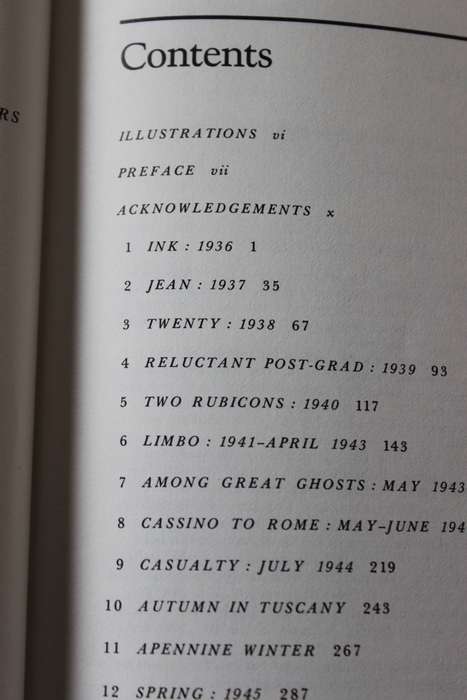 RS
Contents
ILLUSTRATIONS vi
PREFACE vii
ACKNOWLEDGEMENTS x
1 INK : 1936 1
2 JEAN : 1937 35
3 TWENTY : 1938 67
4 RELUCTANT POST-GRAD : 1939 93
5 TWO RUBICONS : 1940 117
6 LIMBO : 1941–APRIL 1943 143
7 AMONG GREAT GHOSTS : MAY 1943
8 CASSINO TO ROME : MAY–JUNE 194
9 CASUALTY : JULY 1944 219
10 AUTUMN IN TUSCANY 243
11 APENNINE WINTER 267
12 SPRING : 1945 287